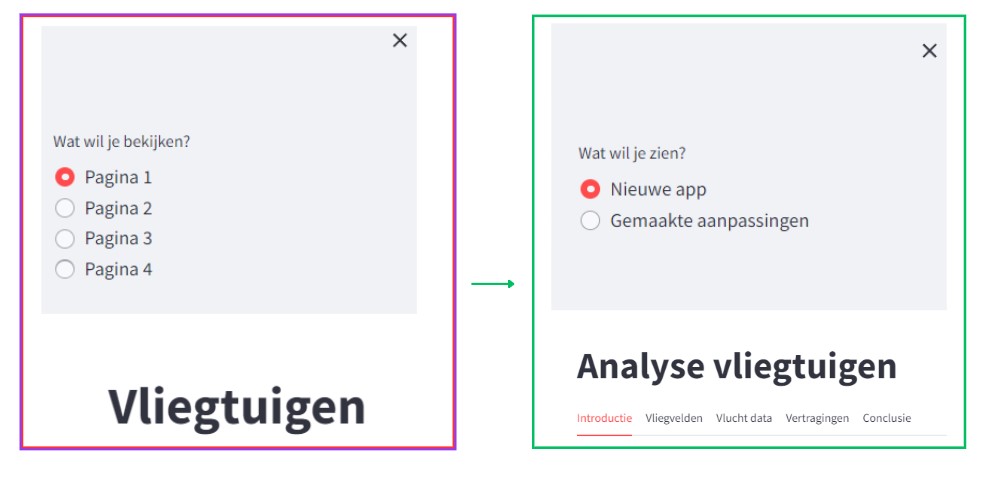 Wat wil je bekijken?
Pagina 1
Pagina 2
Pagina 3
Pagina 4
Vliegtuigen
Wat wil je zien?
Nieuwe app
Gemaakte aanpassingen
Analyse vliegtuigen
Introductie Vliegvelden Vlucht data Vertragingen Conclusie